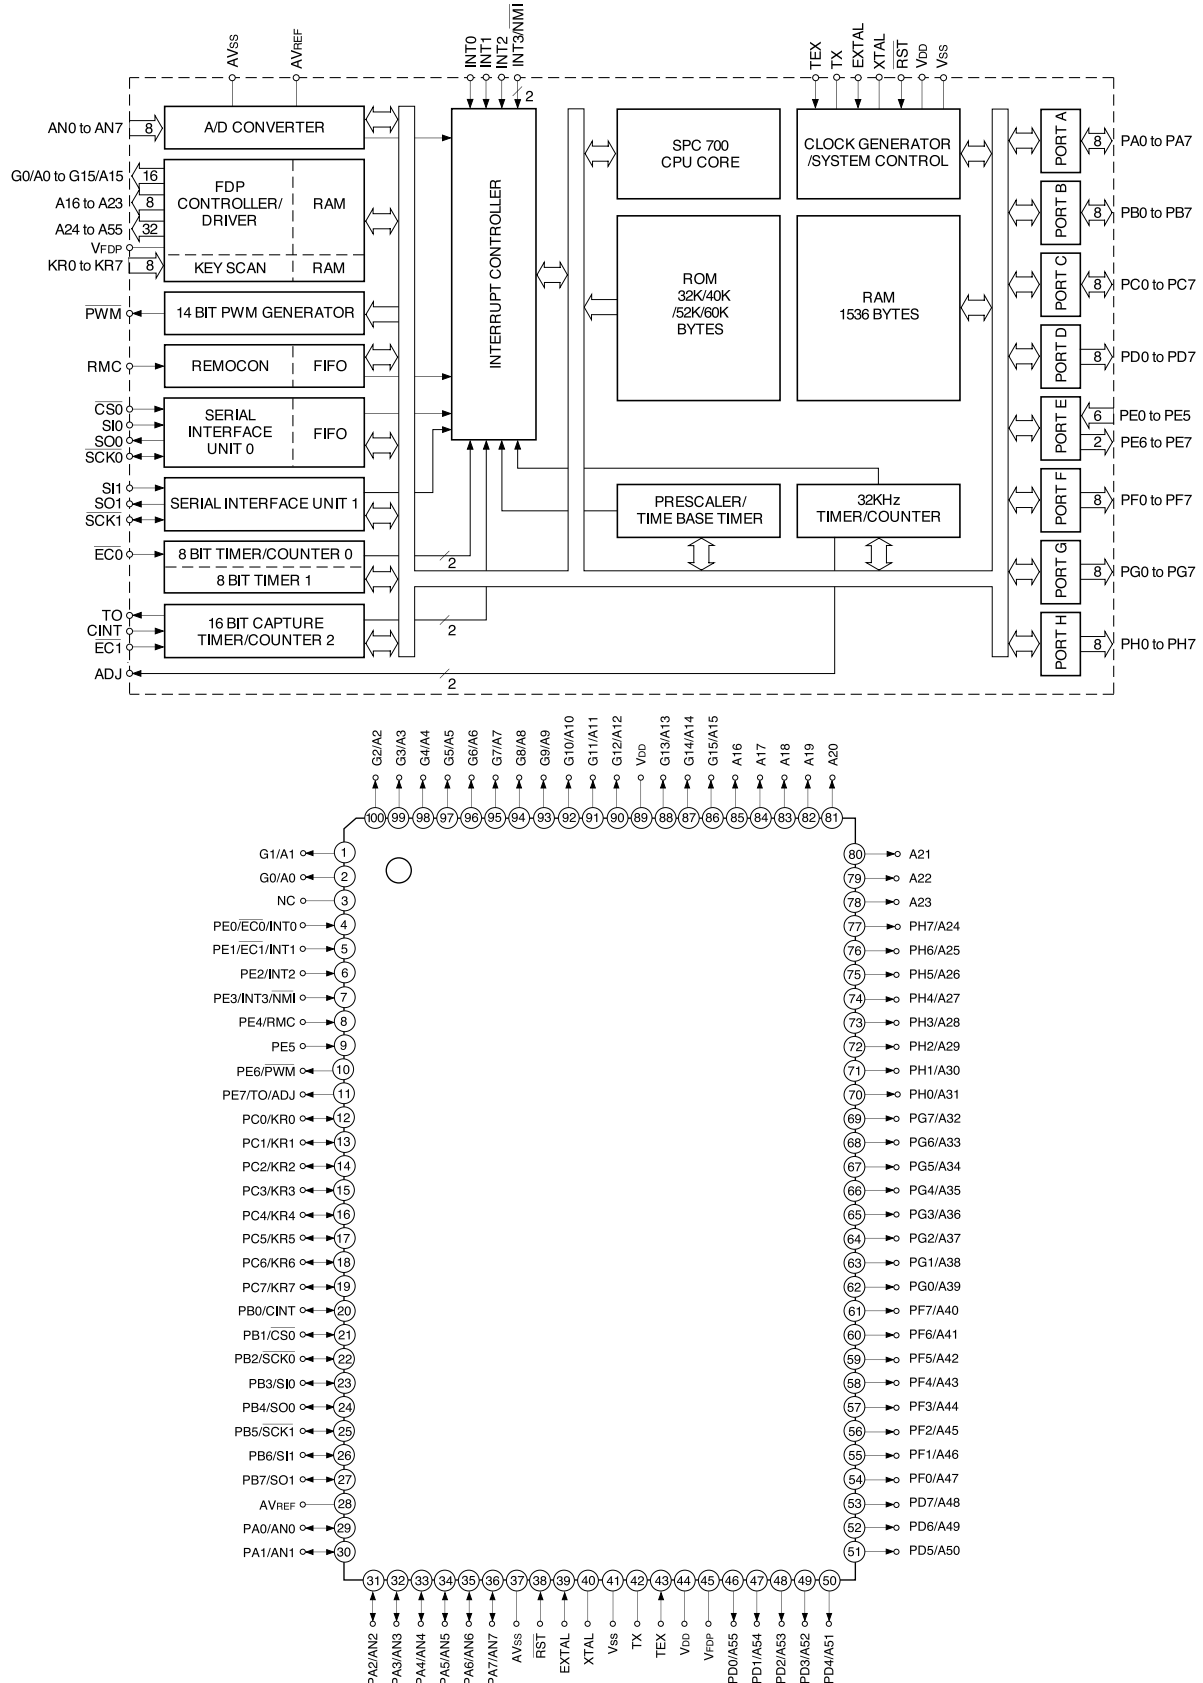 AVSS
AVREF
INT0
INT1
INT2
INT3/NMI
2
TEX
TX
EXTAL
XTAL
RST
VDD
VSS
AN0 to AN7
8
A/D CONVERTER
G0/A0 to G15/A15
16
A16 to A23
8
A24 to A55
32
VFDP
KR0 to KR7
8
FDP
CONTROLLER/
DRIVER
RAM
KEY SCAN
RAM
PWM
14 BIT PWM GENERATOR
RMC
REMOCON
FIFO
CS0
SI0
SO0
SCK0
SERIAL
INTERFACE
UNIT 0
FIFO
SI1
SO1
SCK1
SERIAL INTERFACE UNIT 1
EC0
8 BIT TIMER/COUNTER 0
8 BIT TIMER 1
2
TO
CINT
EC1
16 BIT CAPTURE
TIMER/COUNTER 2
2
ADJ
2
INTERRUPT CONTROLLER
SPC 700
CPU CORE
CLOCK GENERATOR
/SYSTEM CONTROL
ROM
32K/40K
/52K/60K
BYTES
RAM
1536 BYTES
PRESCALER/
TIME BASE TIMER
32KHz
TIMER/COUNTER
PORT A
8
PA0 to PA7
PORT B
8
PB0 to PB7
PORT C
8
PC0 to PC7
PORT D
8
PD0 to PD7
PORT E
6
PE0 to PE5
2
PE6 to PE7
PORT F
8
PF0 to PF7
PORT G
8
PG0 to PG7
PORT H
8
PH0 to PH7
G2/A2
G3/A3
G4/A4
G5/A5
G6/A6
G7/A7
G8/A8
G9/A9
G10/A10
G11/A11
G12/A12
VDD
G13/A13
G14/A14
G15/A15
A16
A17
A18
A19
A20
100 99 98 97 96 95 94 93 92 91 90 89 88 87 86 85 84 83 82 81
G1/A1 1
G0/A0 2
NC 3
PE0/EC0/INT0 4
PE1/EC1/INT1 5
PE2/INT2 6
PE3/INT3/NMI 7
PE4/RMC 8
PE5 9
PE6/PWM 10
PE7/TO/ADJ 11
PC0/KR0 12
PC1/KR1 13
PC2/KR2 14
PC3/KR3 15
PC4/KR4 16
PC5/KR5 17
PC6/KR6 18
PC7/KR7 19
PB0/CINT 20
PB1/CS0 21
PB2/SCK0 22
PB3/SI0 23
PB4/SO0 24
PB5/SCK1 25
PB6/SI1 26
PB7/SO1 27
AVREF 28
PA0/AN0 29
PA1/AN1 30
80 A21
79 A22
78 A23
77 PH7/A24
76 PH6/A25
75 PH5/A26
74 PH4/A27
73 PH3/A28
72 PH2/A29
71 PH1/A30
70 PH0/A31
69 PG7/A32
68 PG6/A33
67 PG5/A34
66 PG4/A35
65 PG3/A36
64 PG2/A37
63 PG1/A38
62 PG0/A39
61 PF7/A40
60 PF6/A41
59 PF5/A42
58 PF4/A43
57 PF3/A44
56 PF2/A45
55 PF1/A46
54 PF0/A47
53 PD7/A48
52 PD6/A49
51 PD5/A50
31 32 33 34 35 36 37 38 39 40 41 42 43 44 45 46 47 48 49 50
PA2/AN2
PA3/AN3
PA4/AN4
PA5/AN5
PA6/AN6
PA7/AN7
AVSS
RST
EXTAL
XTAL
VSS
TX
TEX
VDD
VFDP
PD0/A55
PD1/A54
PD2/A53
PD3/A52
PD4/A51